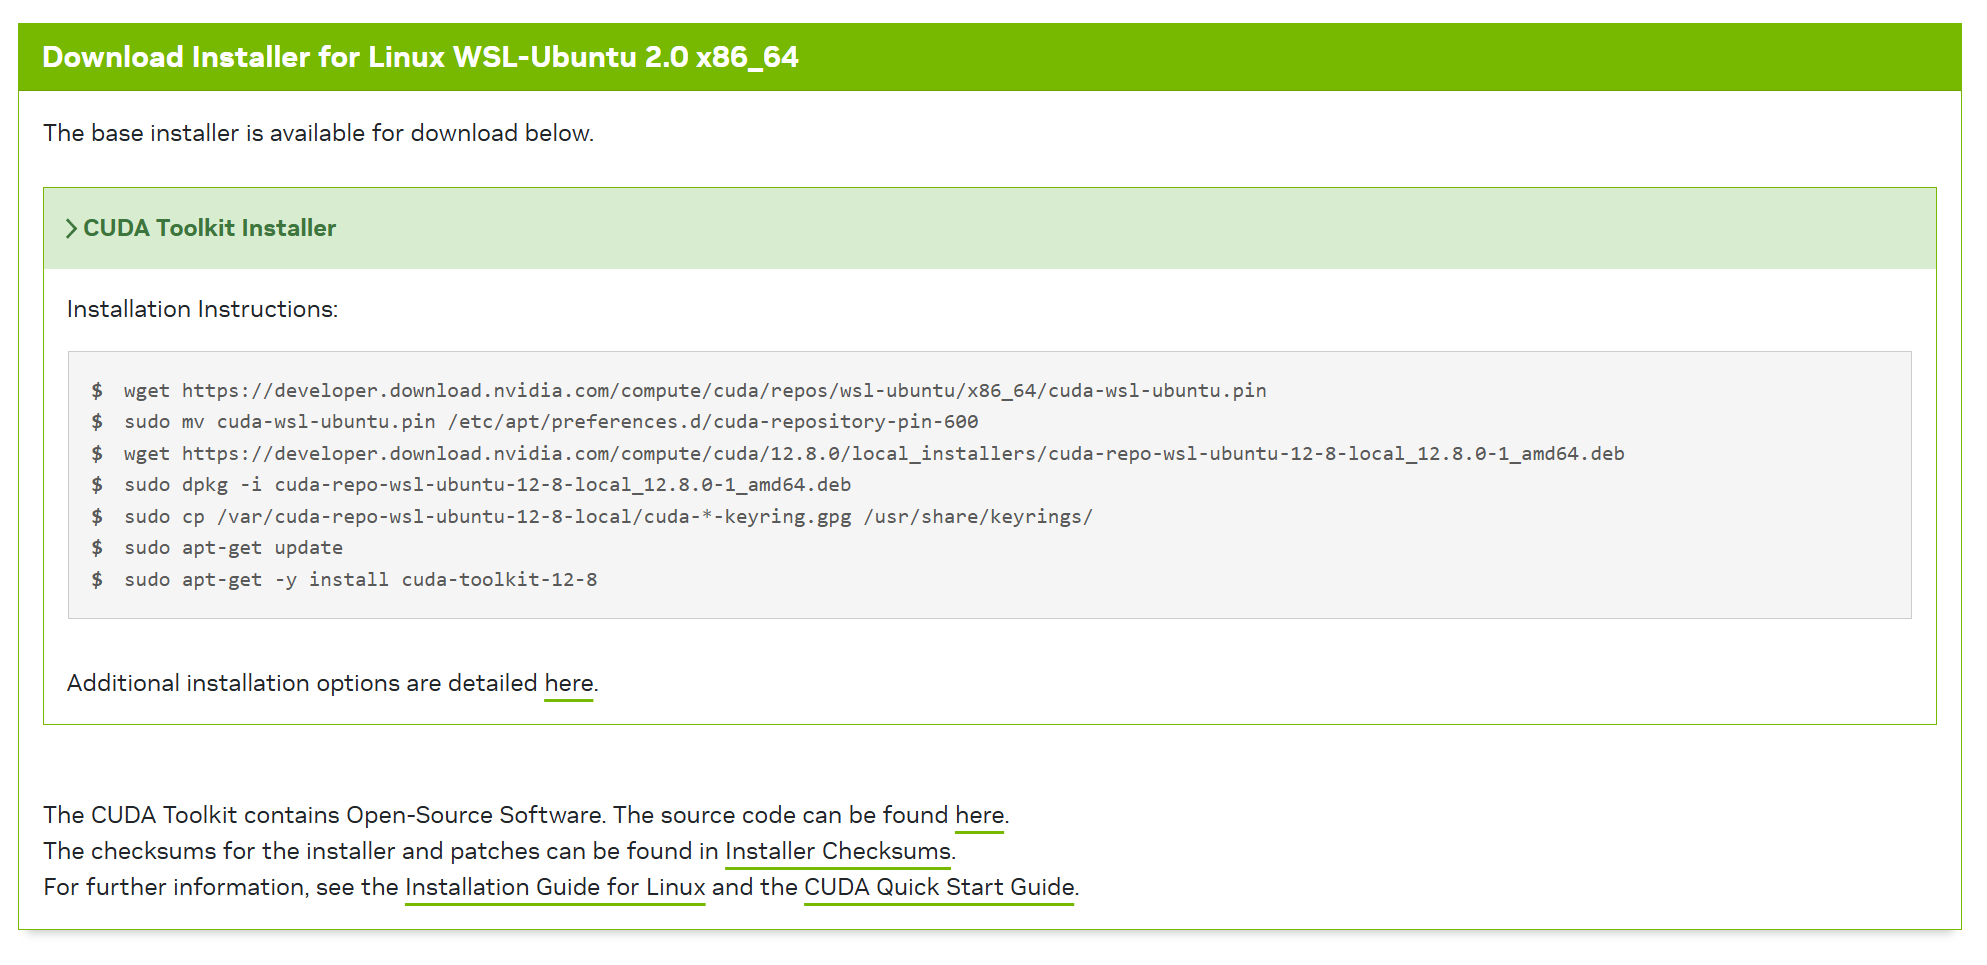 Download Installer for Linux WSL-Ubuntu 2.0 x86_64
The base installer is available for download below.
CUDA Toolkit Installer
Installation Instructions:
$ wget https://developer.download.nvidia.com/compute/cuda/repos/wsl-ubuntu/x86_64/cuda-wsl-ubuntu.pin
$ sudo mv cuda-wsl-ubuntu.pin /etc/apt/preferences.d/cuda-repository-pin-600
$ wget https://developer.download.nvidia.com/compute/cuda/12.8.0/local_installers/cuda-repo-wsl-ubuntu-12-8-local_12.8.0-1_amd64.deb
$ sudo dpkg -i cuda-repo-wsl-ubuntu-12-8-local_12.8.0-1_amd64.deb
$ sudo cp /var/cuda-repo-wsl-ubuntu-12-8-local/cuda-*-keyring.gpg /usr/share/keyrings/
$ sudo apt-get update
$ sudo apt-get -y install cuda-toolkit-12-8
Additional installation options are detailed here.
The CUDA Toolkit contains Open-Source Software. The source code can be found here.
The checksums for the installer and patches can be found in Installer Checksums.
For further information, see the Installation Guide for Linux and the CUDA Quick Start Guide.